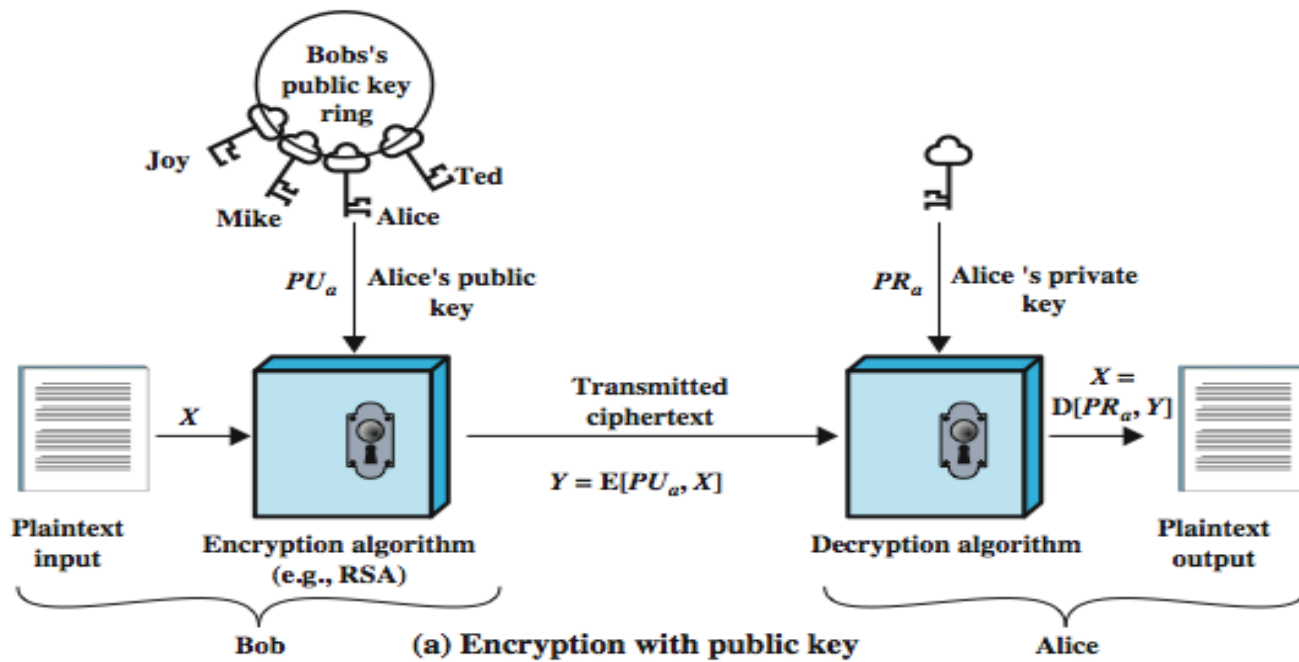 Bobs's
public key
ring
Joy
Ted
Mike
Alice
PUa
Alice's public
key
PRa
Alice 's private
key
X
Transmitted
ciphertext
X =
D[PRa, Y]
Y = E[PUa, X]
Plaintext
input
Encryption algorithm
(e.g., RSA)
Decryption algorithm
Plaintext
output
Bob
(a) Encryption with public key
Alice